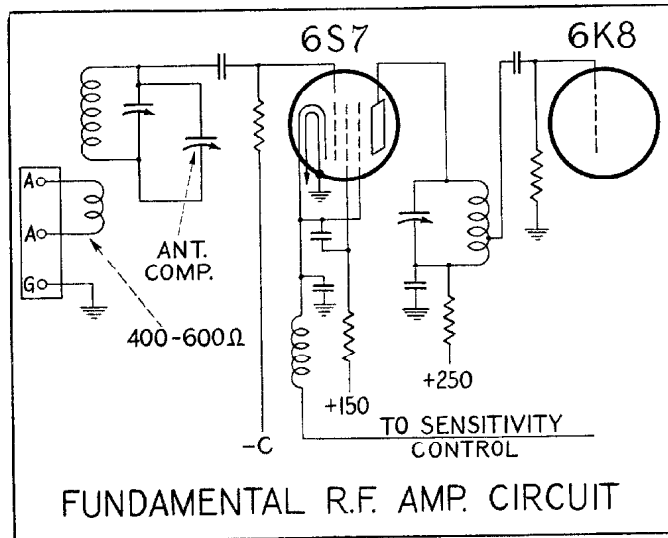 6S7
6K8
A
A
G
ANT.
COMP.
400-600Ω
+150
+250
-C
TO SENSITIVITY
CONTROL
FUNDAMENTAL R.F. AMP. CIRCUIT